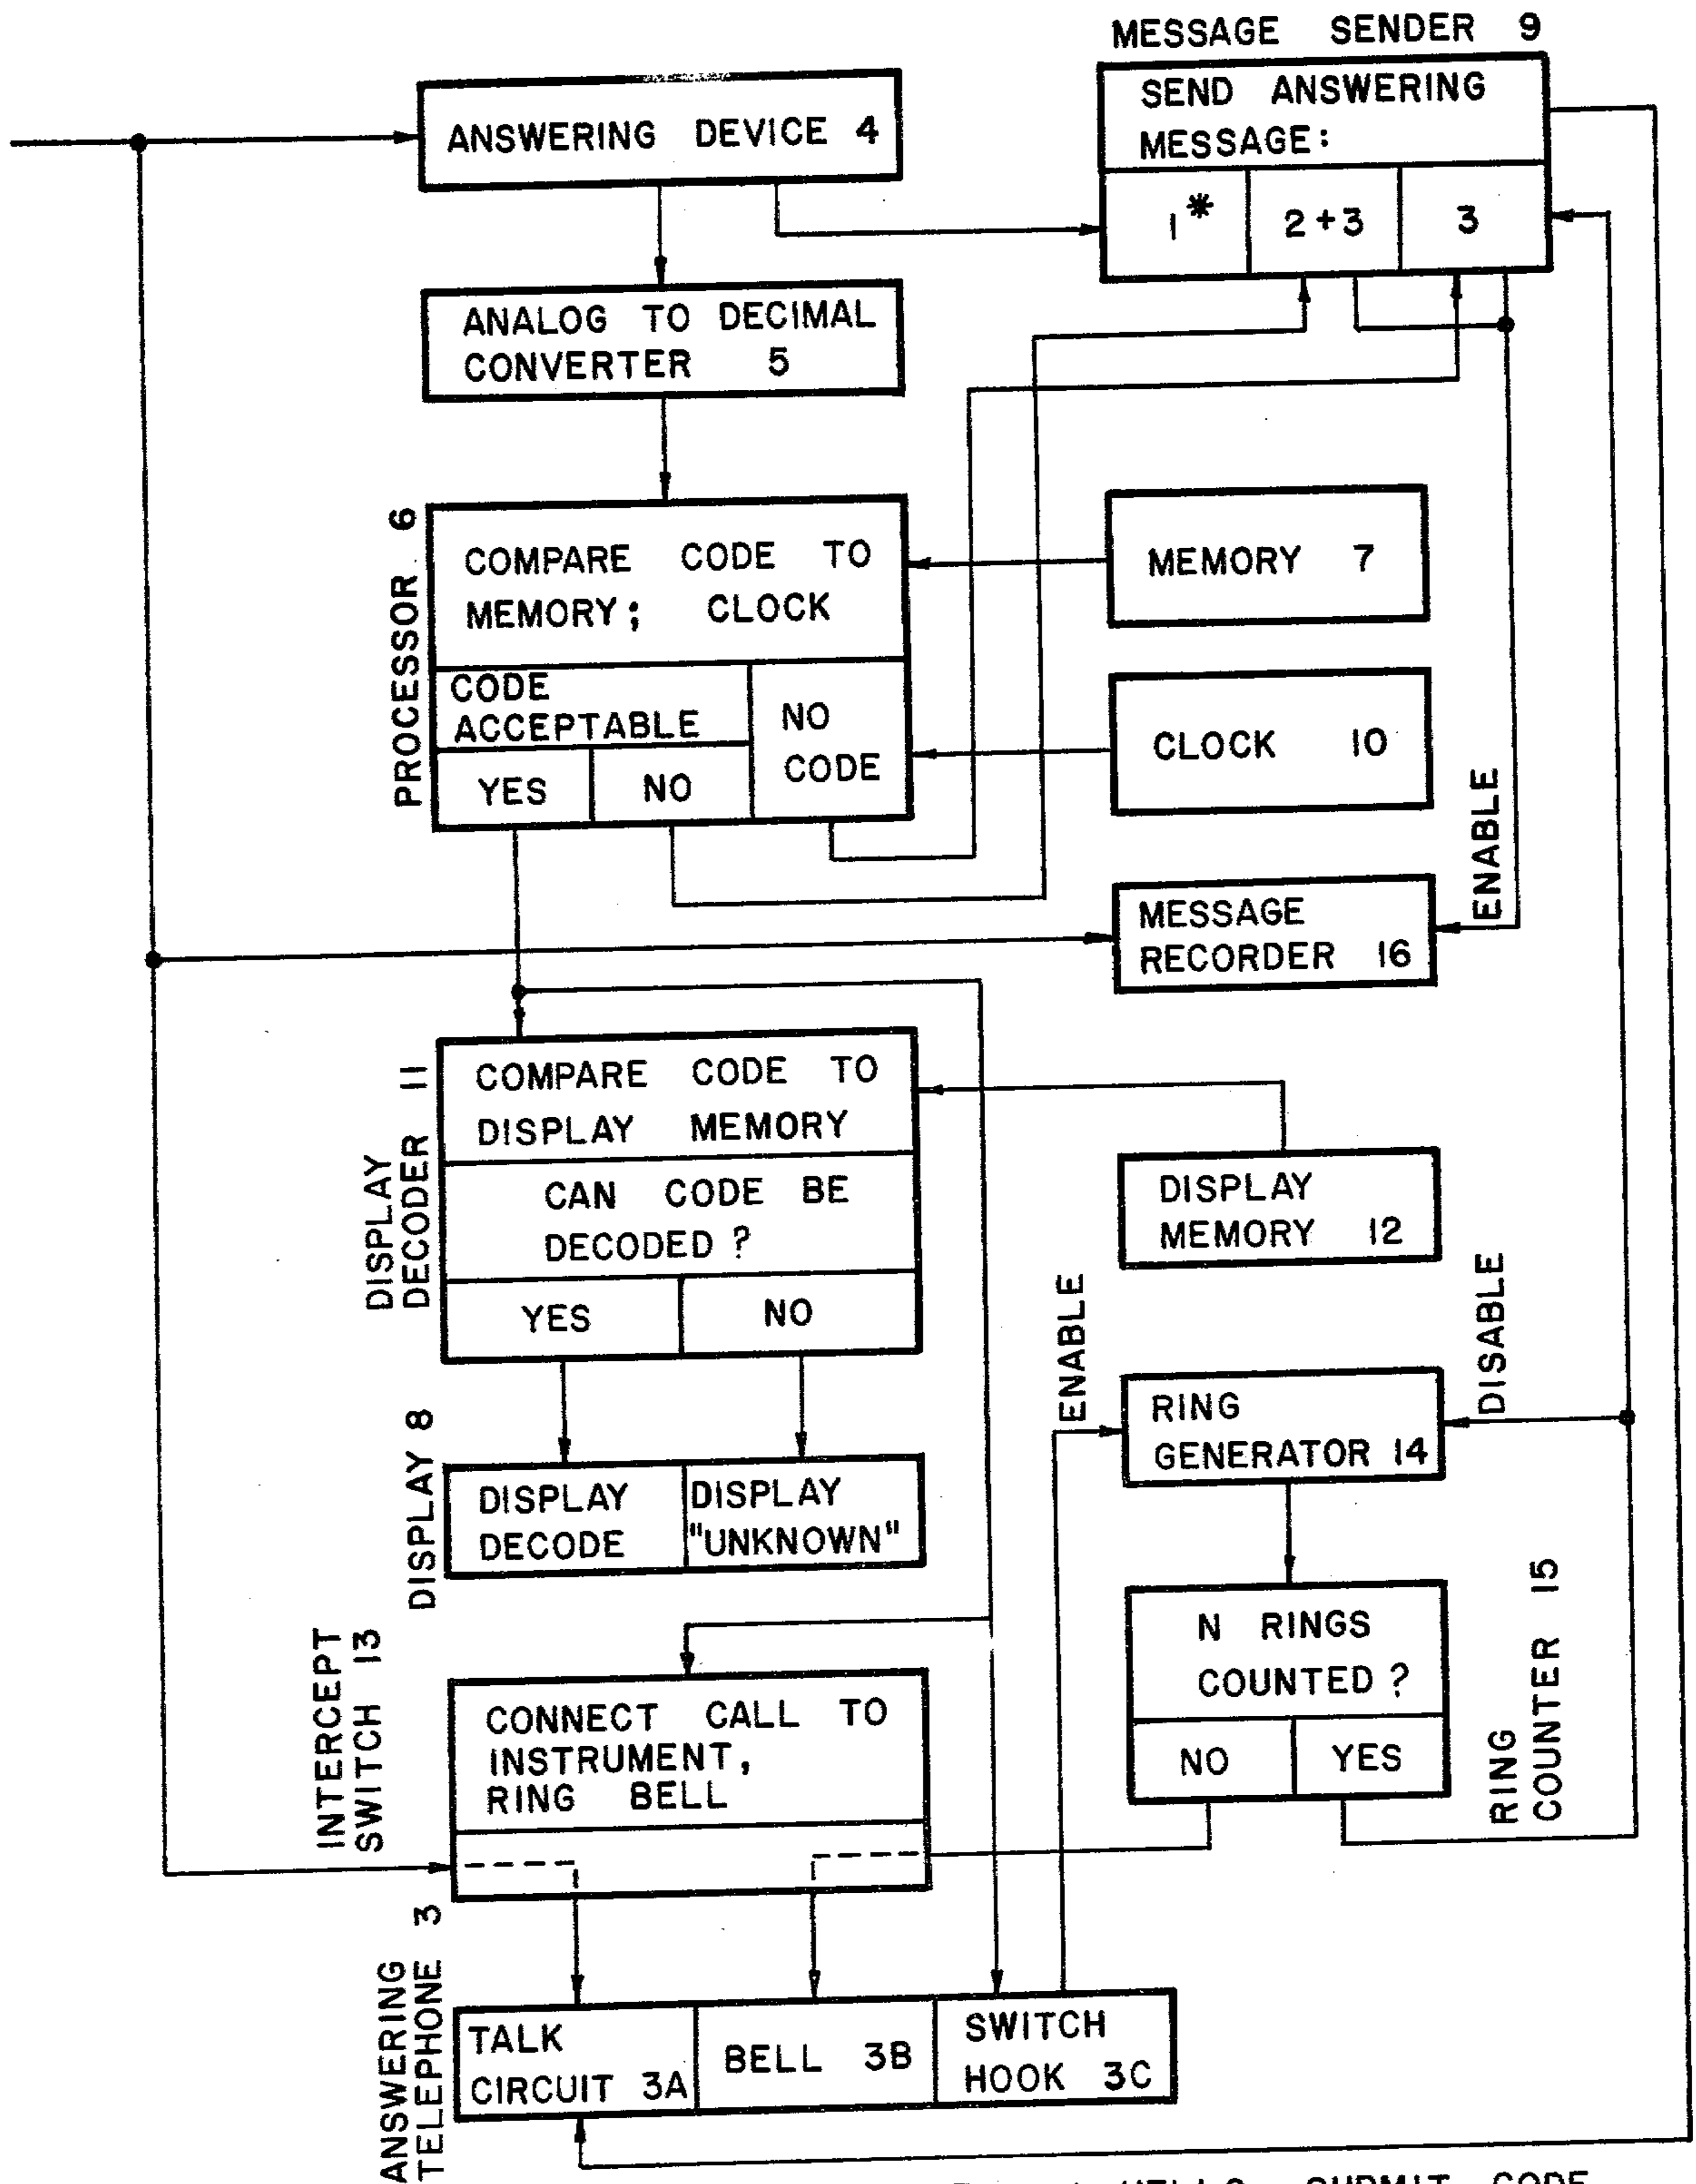 MESSAGE SENDER 9
SEND ANSWERING
MESSAGE:
1* 2+3 3
ANSWERING DEVICE 4
ANALOG TO DECIMAL
CONVERTER 5
PROCESSOR 6
COMPARE CODE TO
MEMORY; CLOCK
CODE
ACCEPTABLE
YES NO
NO
CODE
MEMORY 7
CLOCK 10
ENABLE
MESSAGE
RECORDER 16
DISPLAY
DECODER 11
COMPARE CODE TO
DISPLAY MEMORY
CAN CODE BE
DECODED ?
YES NO
DISPLAY
MEMORY 12
DISPLAY 8
DISPLAY
DECODE
DISPLAY
"UNKNOWN"
ENABLE
RING
GENERATOR 14
DISABLE
N RINGS
COUNTED ?
NO YES
RING
COUNTER 15
INTERCEPT
SWITCH 13
CONNECT CALL TO
INSTRUMENT,
RING BELL
ANSWERING
TELEPHONE 3
TALK
CIRCUIT 3A
BELL 3B
SWITCH
HOOK 3C
SUBMIT CODE